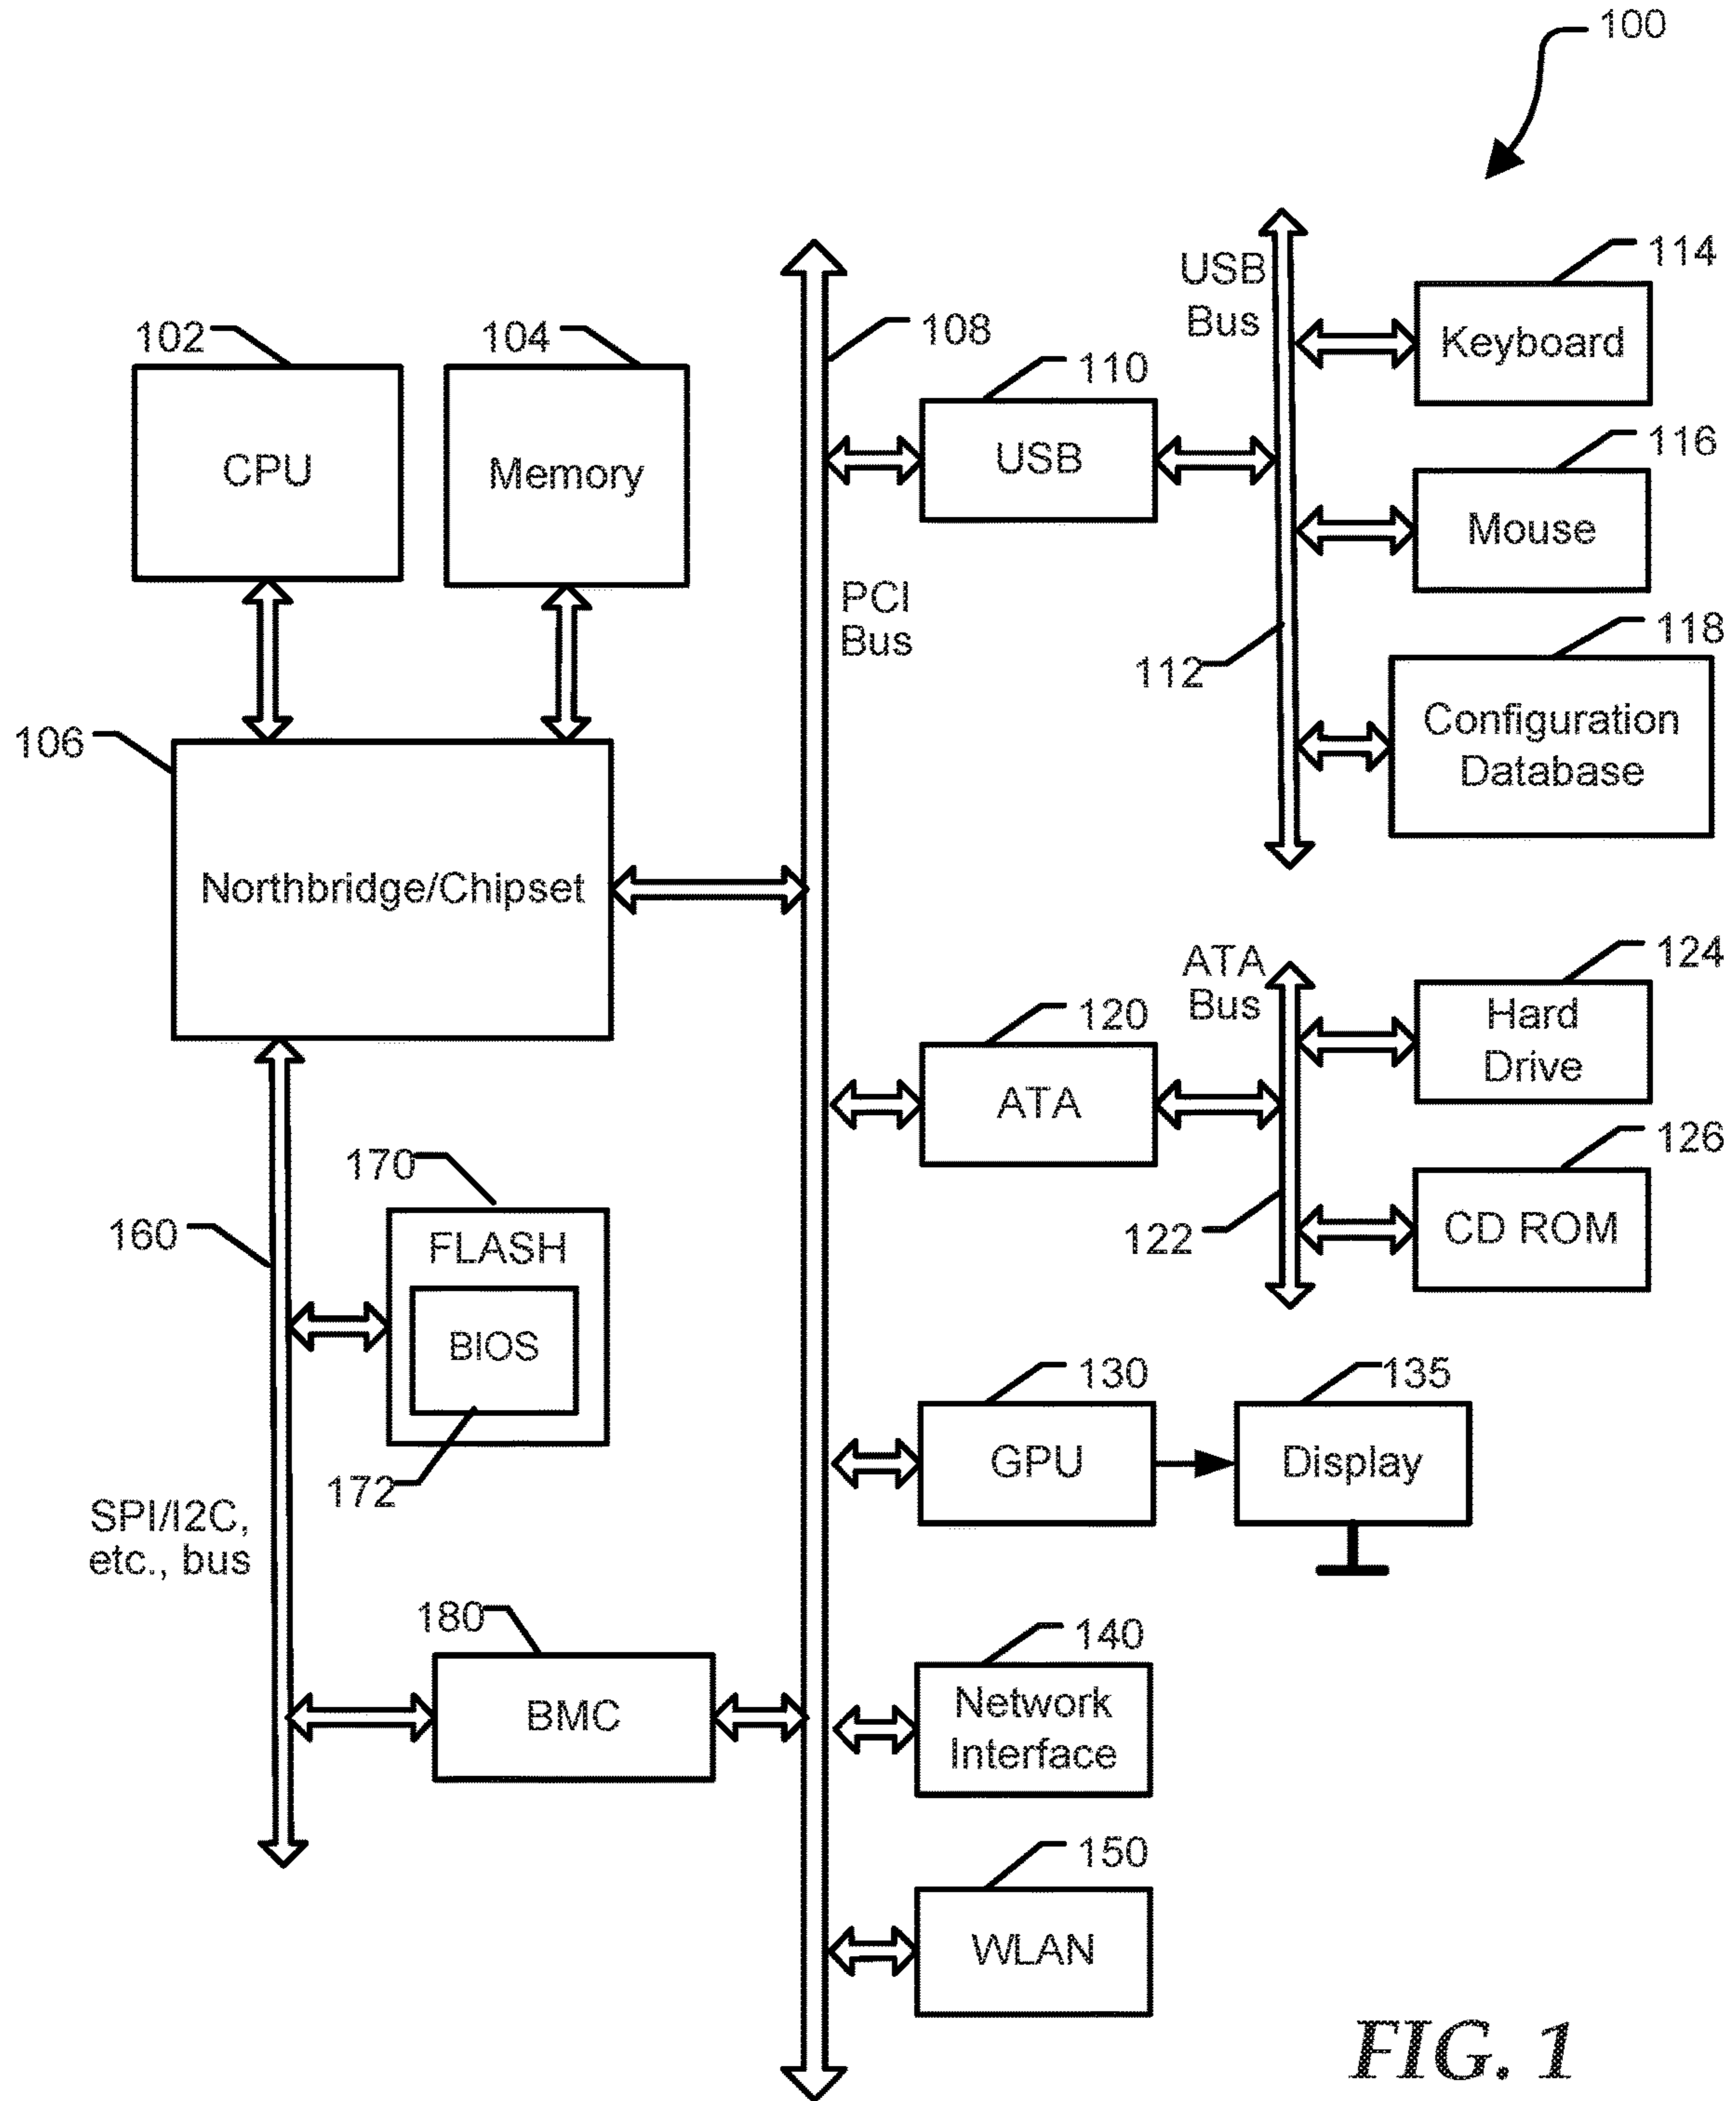 100
USB
Bus
114
Keyboard
102
104
108
110
CPU
Memory
USB
116
Mouse
PCI
Bus
112
118
Configuration
Database
106
Northbridge/Chipset
ATA
Bus
124
Hard
Drive
120
ATA
126
CD ROM
122
170
FLASH
BIOS
160
172
130
GPU
135
Display
SPI/I2C,
etc., bus
180
BMC
140
Network
Interface
150
WLAN
FIG. 1